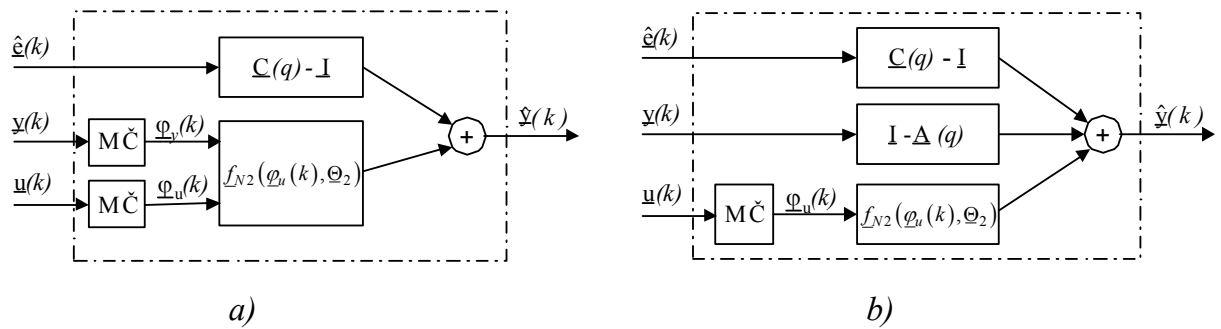 ê(k)
C(q) - I
y(k)
MČ
φy(k)
u(k)
MČ
φu(k)
fN2(φu(k),Θ2)
+
ŷ(k)
a)
ê(k)
C(q) - I
y(k)
I - A(q)
u(k)
MČ
φu(k)
fN2(φu(k),Θ2)
+
ŷ(k)
b)